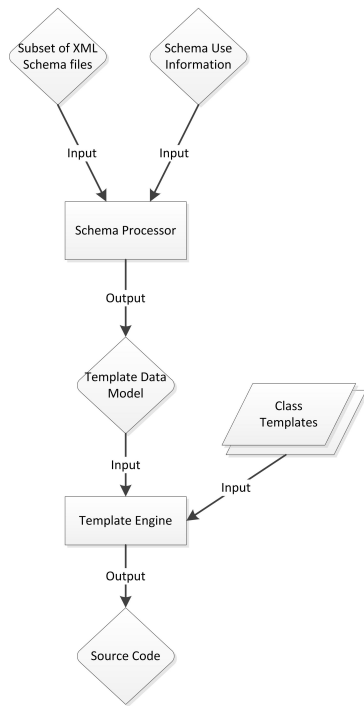 Subset of XML
Schema files
Schema Use
Information
Input
Input
Schema Processor
Output
Template Data
Model
Class
Templates
Input
Input
Template Engine
Output
Source Code